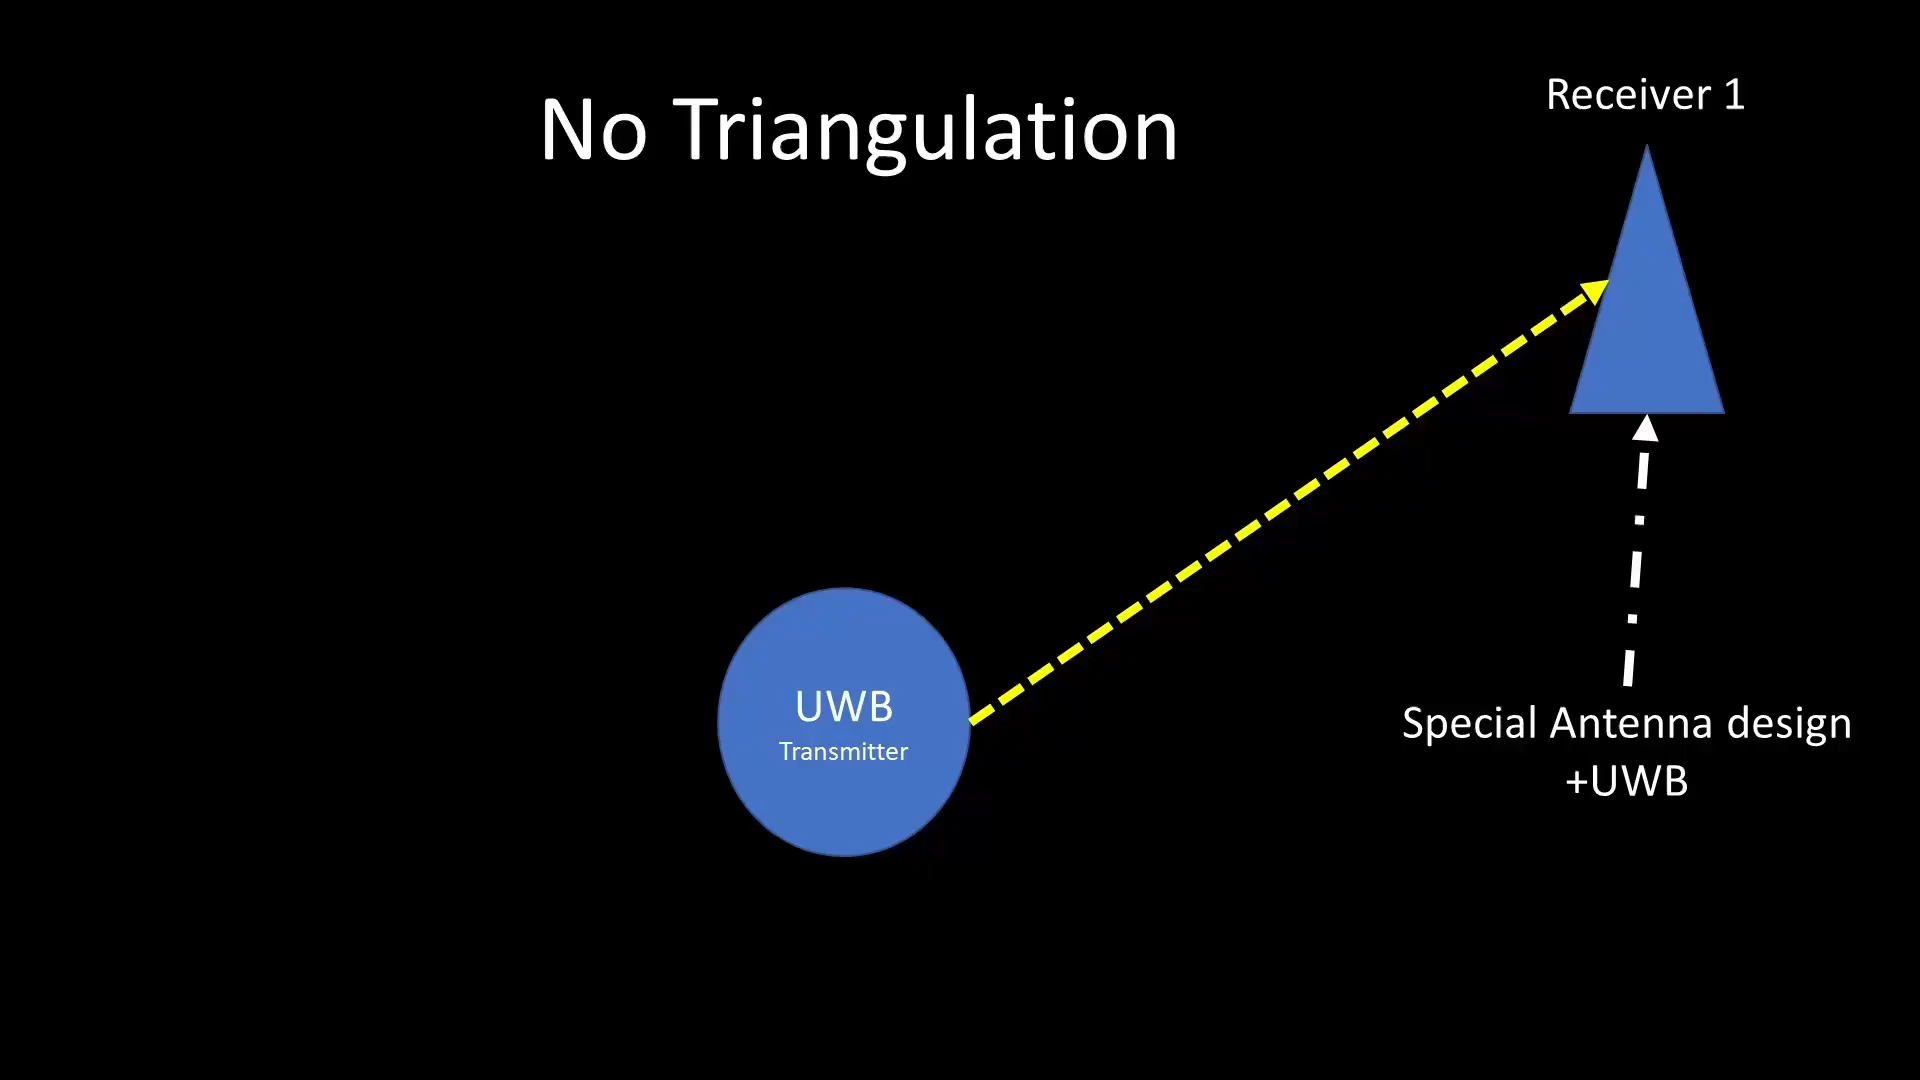 No Triangulation
Receiver 1
UWB
Transmitter
Special Antenna design
+UWB